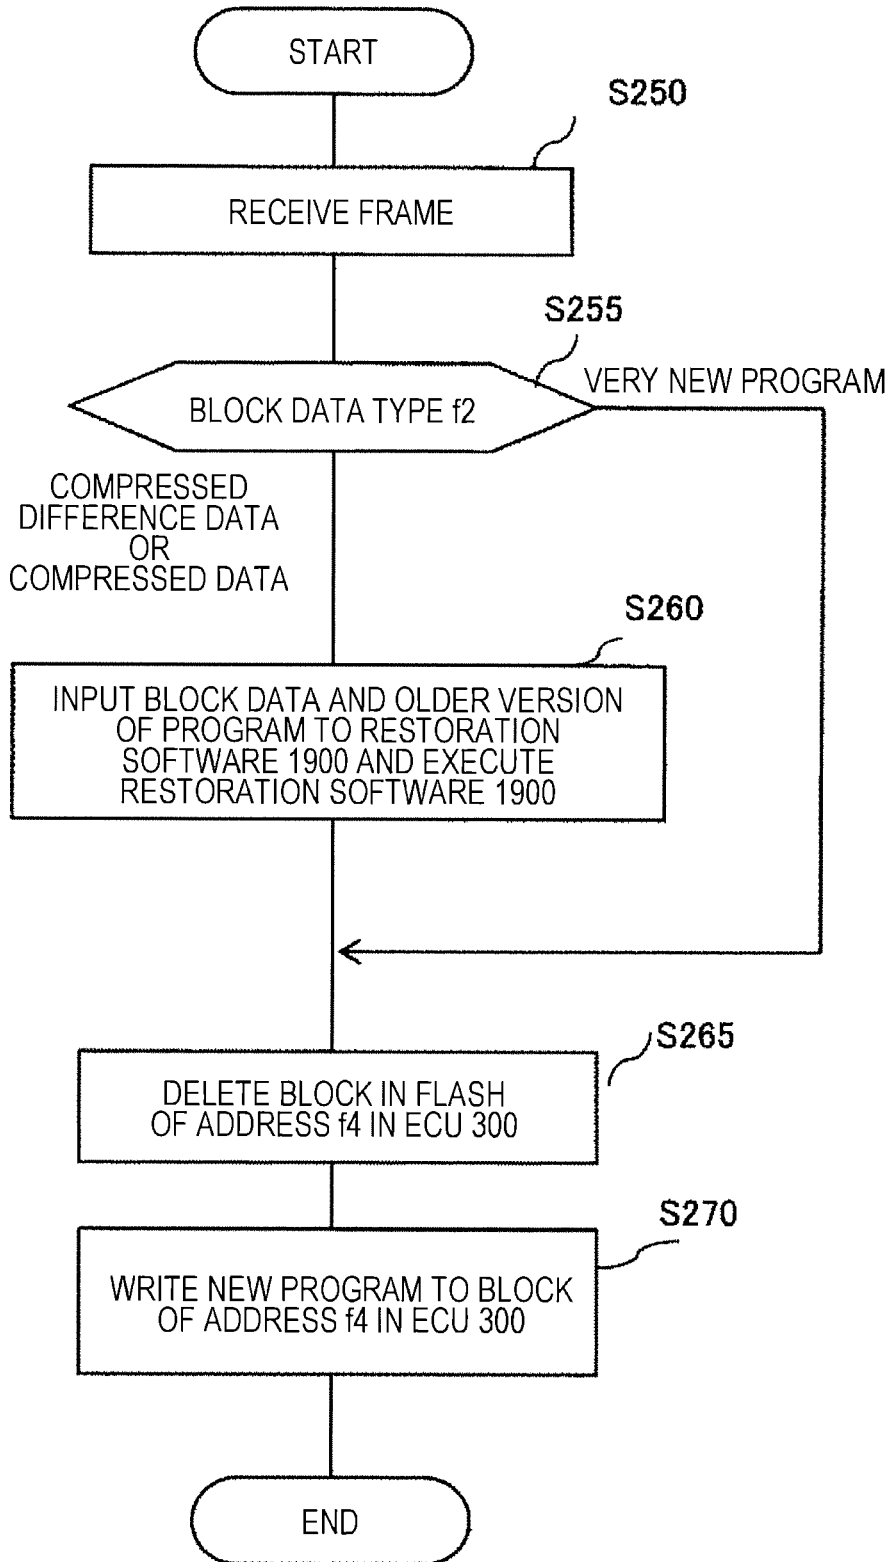 START
S250
RECEIVE FRAME
S255
VERY NEW PROGRAM
BLOCK DATA TYPE f2
COMPRESSED
DIFFERENCE DATA
OR
COMPRESSED DATA
S260
INPUT BLOCK DATA AND OLDER VERSION
OF PROGRAM TO RESTORATION
SOFTWARE 1900 AND EXECUTE
RESTORATION SOFTWARE 1900
S265
DELETE BLOCK IN FLASH
OF ADDRESS f4 IN ECU 300
S270
WRITE NEW PROGRAM TO BLOCK
OF ADDRESS f4 IN ECU 300
END